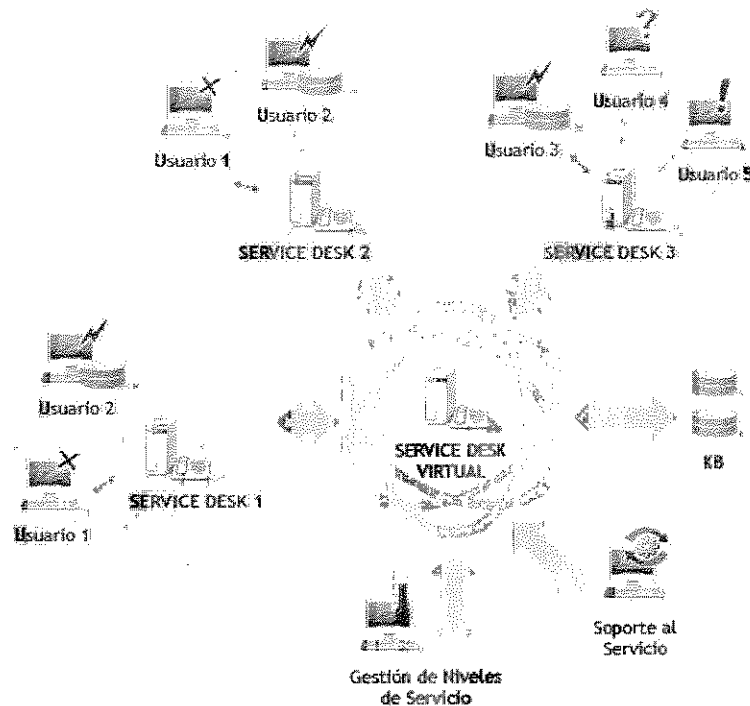 Usuario 2
Usuario 1
Usuario 4
Usuario 3
Usuario 5
SERVICE DESK 2
SERVICE DESK 3
Usuario 2
Usuario 1
SERVICE DESK 1
SERVICE DESK
VIRTUAL
KB
Soporte al
Servicio
Gestión de Niveles
de Servicio